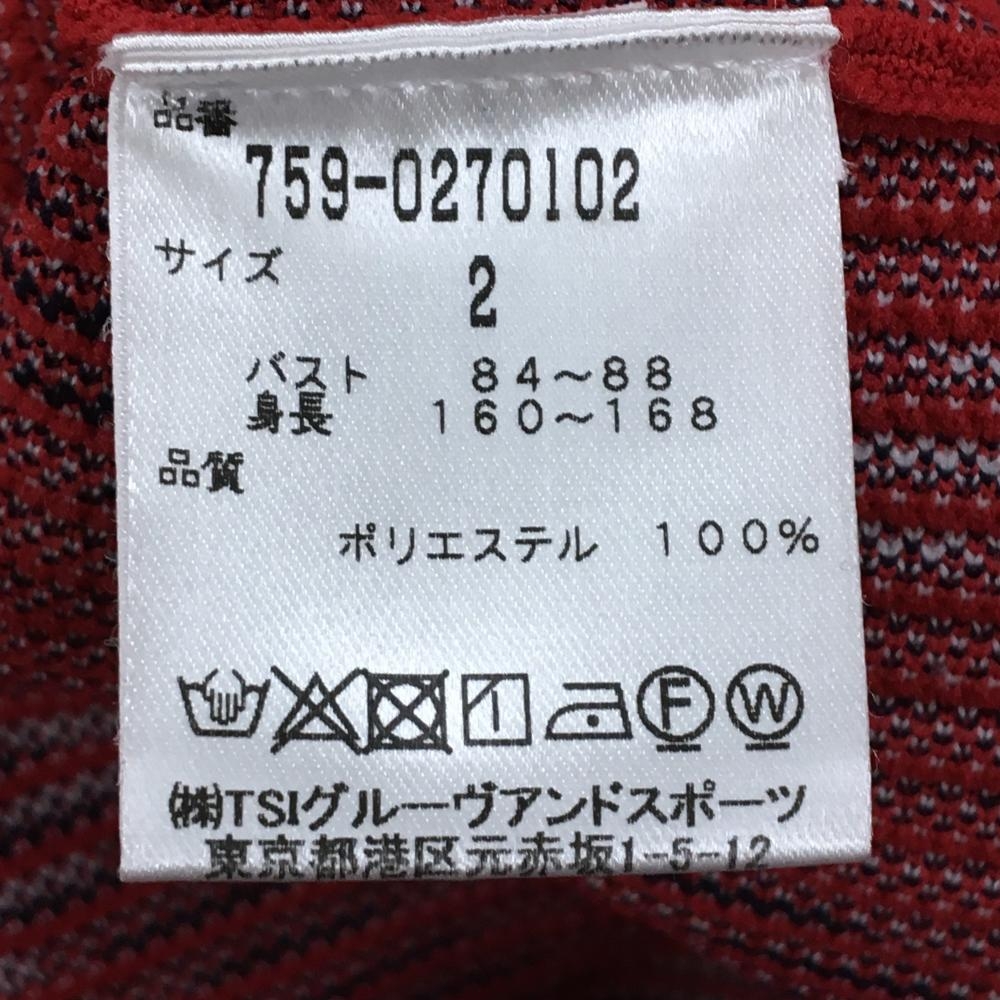 品番
759-0270102
サイズ
2
バスト 84〜88
身長 160〜168
品質
ポリエステル 100%
F W
㈱TSIグルーヴアンドスポーツ
東京都港区元赤坂1-5-12